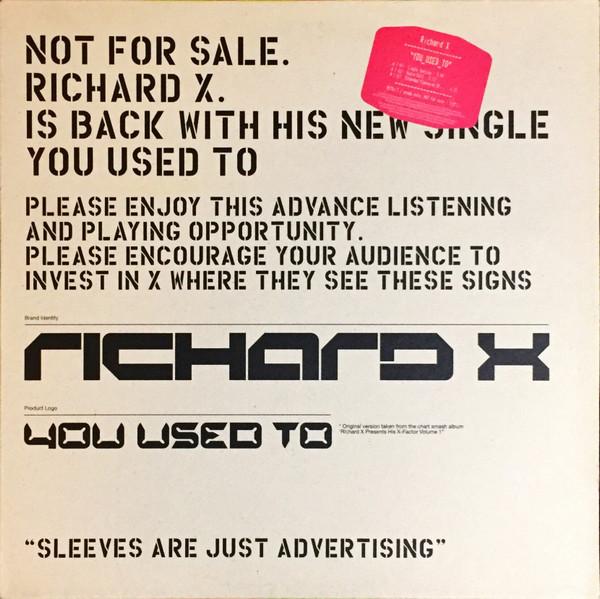 NOT FOR SALE.
RICHARD X.
IS BACK WITH HIS NEW SINGLE
YOU USED TO
Richard X
"YOU_USED_TO"
PLEASE ENJOY THIS ADVANCE LISTENING
AND PLAYING OPPORTUNITY.
PLEASE ENCOURAGE YOUR AUDIENCE TO
INVEST IN X WHERE THEY SEE THESE SIGNS
Brand Identity
RICHARD X
Product Logo
YOU USED TO
* Original version taken from the chart smash album
"Richard X Presents His X-Factor Volume 1"
“SLEEVES ARE JUST ADVERTISING”